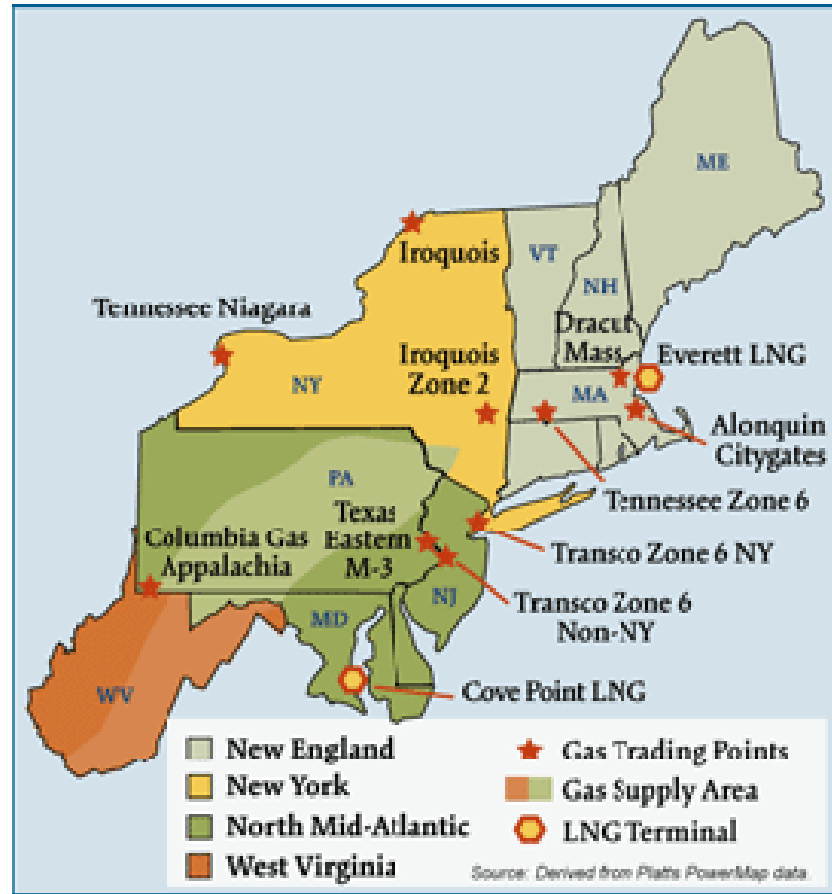 ME
Iroquois
VT
NH
Tennessee Niagara
Dracut
Mass
Everett LNG
Iroquois
Zone 2
NY
MA
Alonquin
Citygates
PA
Tennessee Zone 6
Columbia Gas
Appalachia
Texas
Eastern
M-3
Transco Zone 6 NY
NJ
Transco Zone 6
Non-NY
MD
WV
Cove Point LNG
New England
New York
North Mid-Atlantic
West Virginia
Gas Trading Points
Gas Supply Area
LNG Terminal
Source: Derived from Platts PowerMap data.